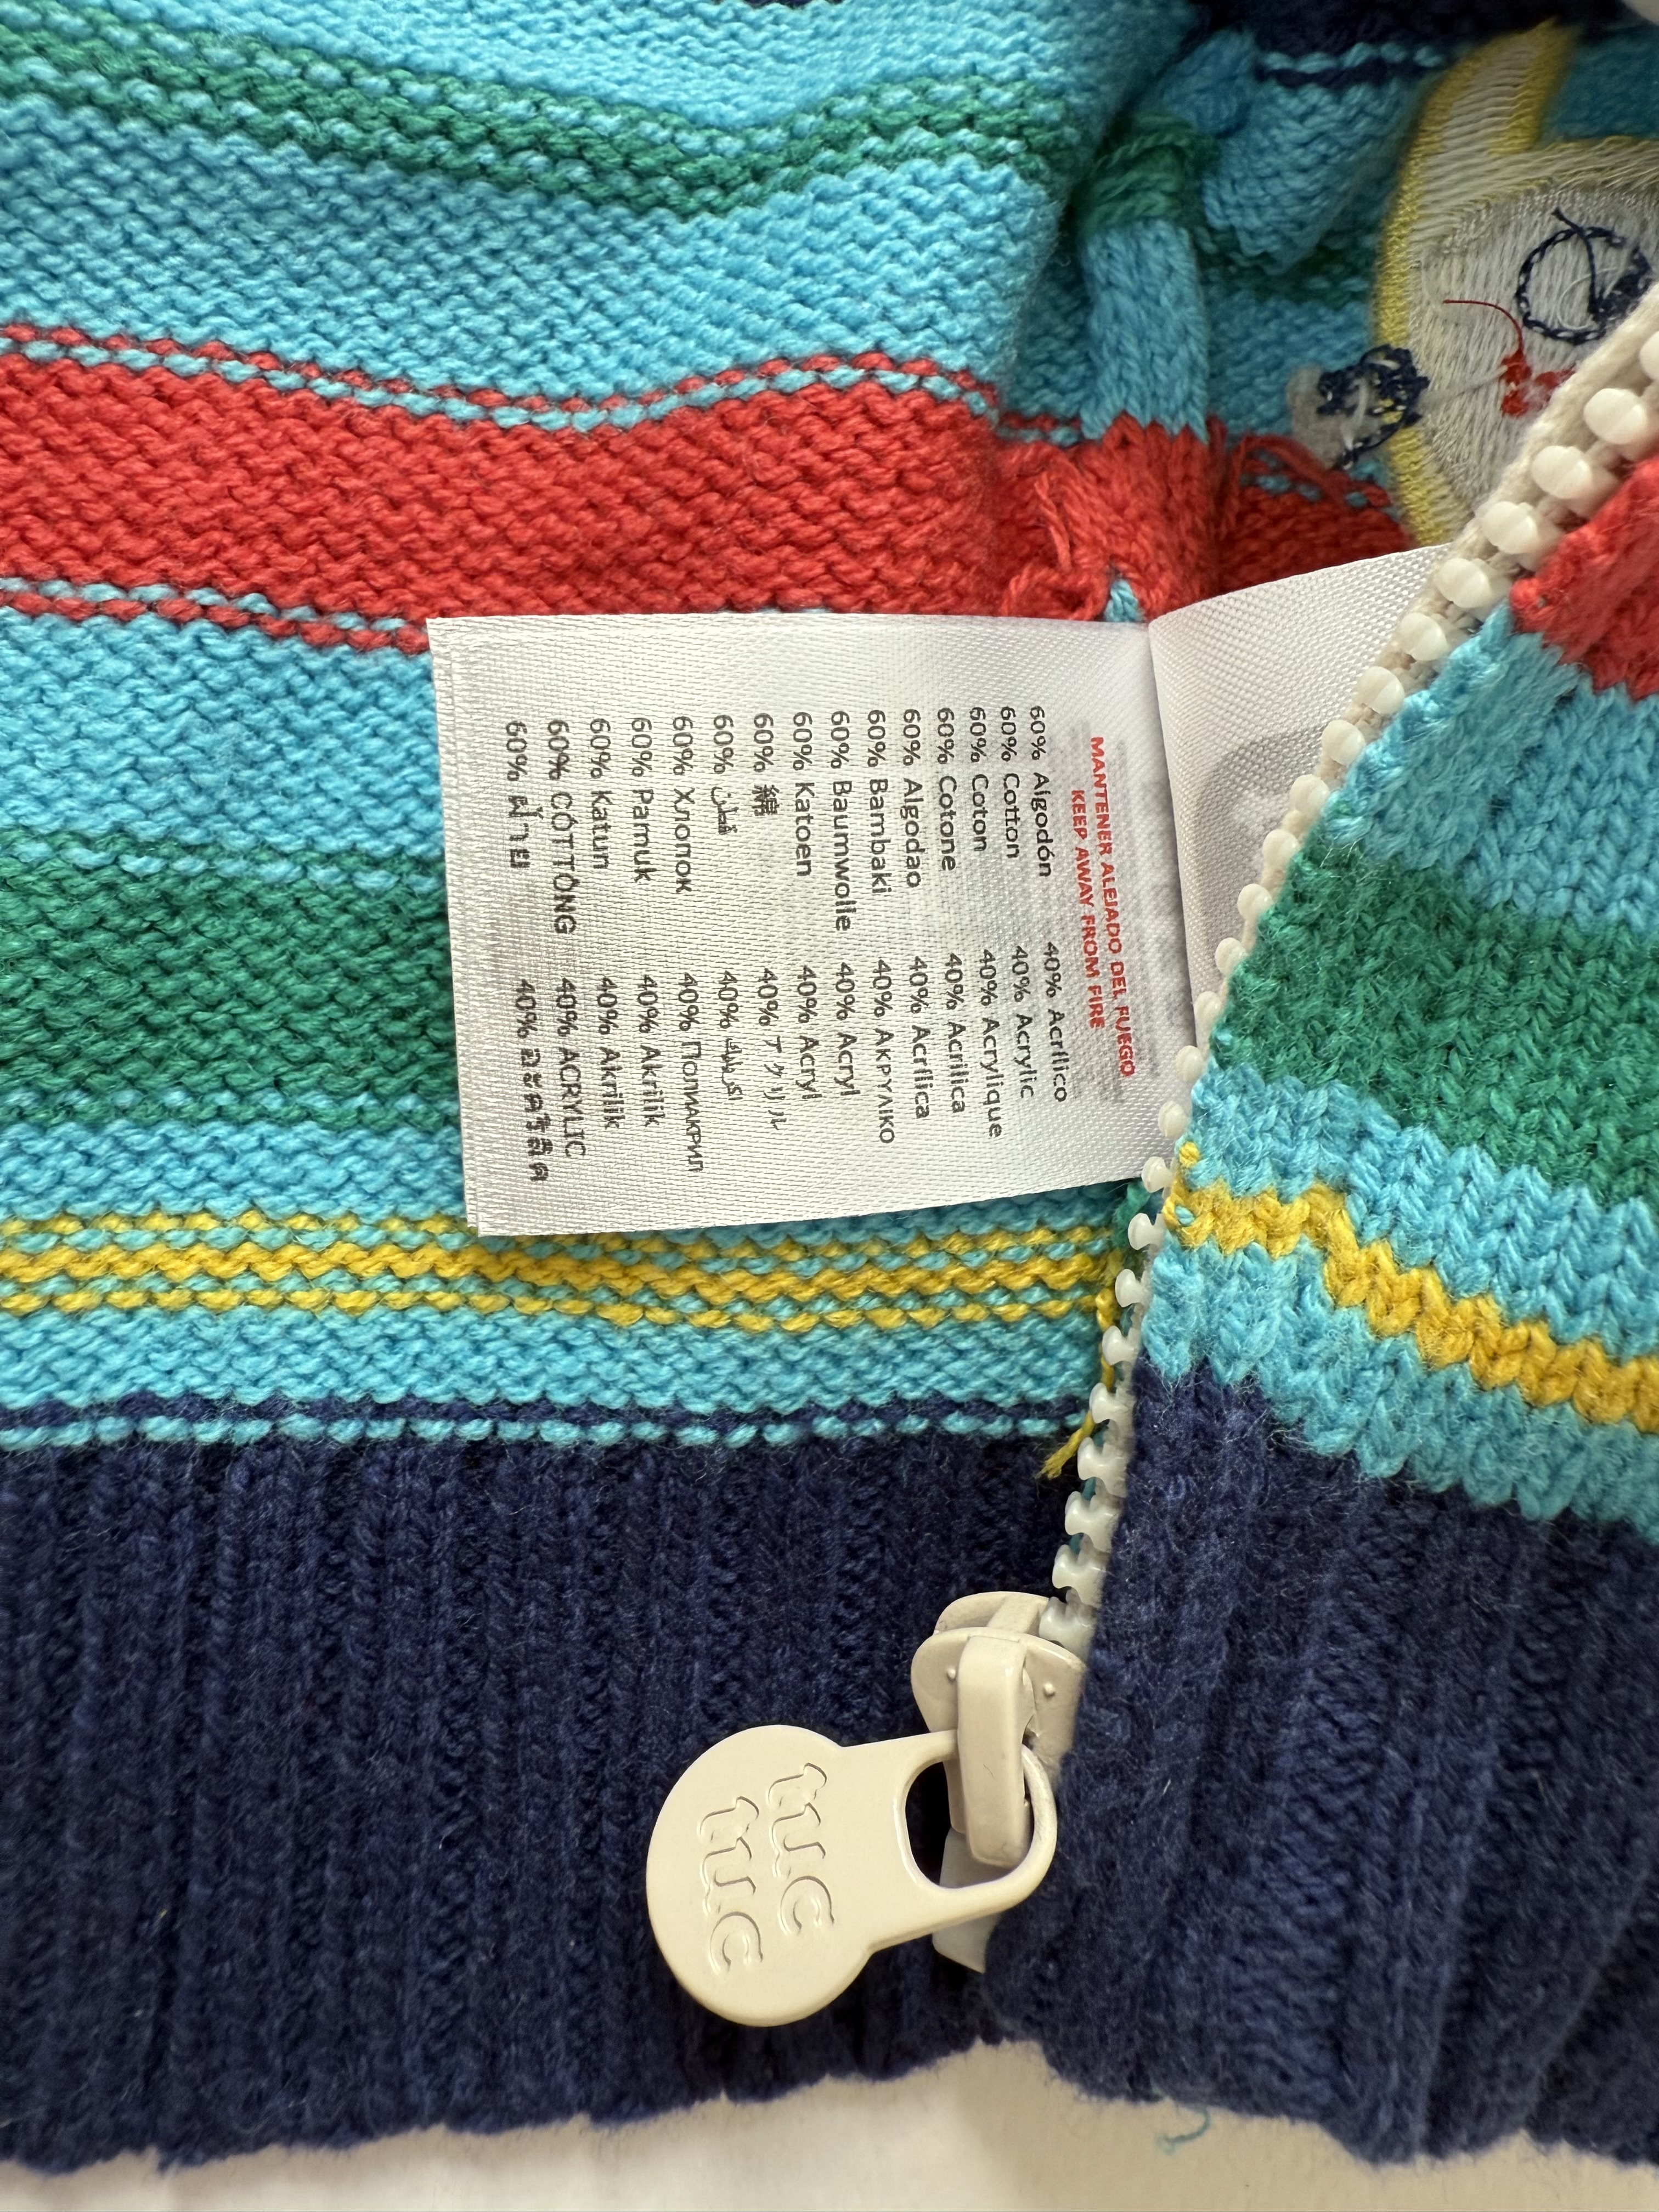 MANTENER ALEJADO DEL FUEGO
KEEP AWAY FROM FIRE
60% Algodón 40% Acrílico
60% Cotton 40% Acrylic
60% Coton 40% Acrylique
60% Cotone 40% Acrilica
60% Algodao 40% Acrílica
60% Bambaki 40% ΑΚΡΥΛΙΚΟ
60% Baumwolle 40% Acryl
60% Katoen 40% Acryl
60% 綿 40% アクリル
60% قطن 40% اكريليك
60% Хлопок 40% Полиакрил
60% Pamuk 40% Akrilik
60% Katun 40% Akrilik
60% CÓTTÔNG 40% ACRYLIC
60% ฝ้าย 40% อะคริลิค
tuc
tuc